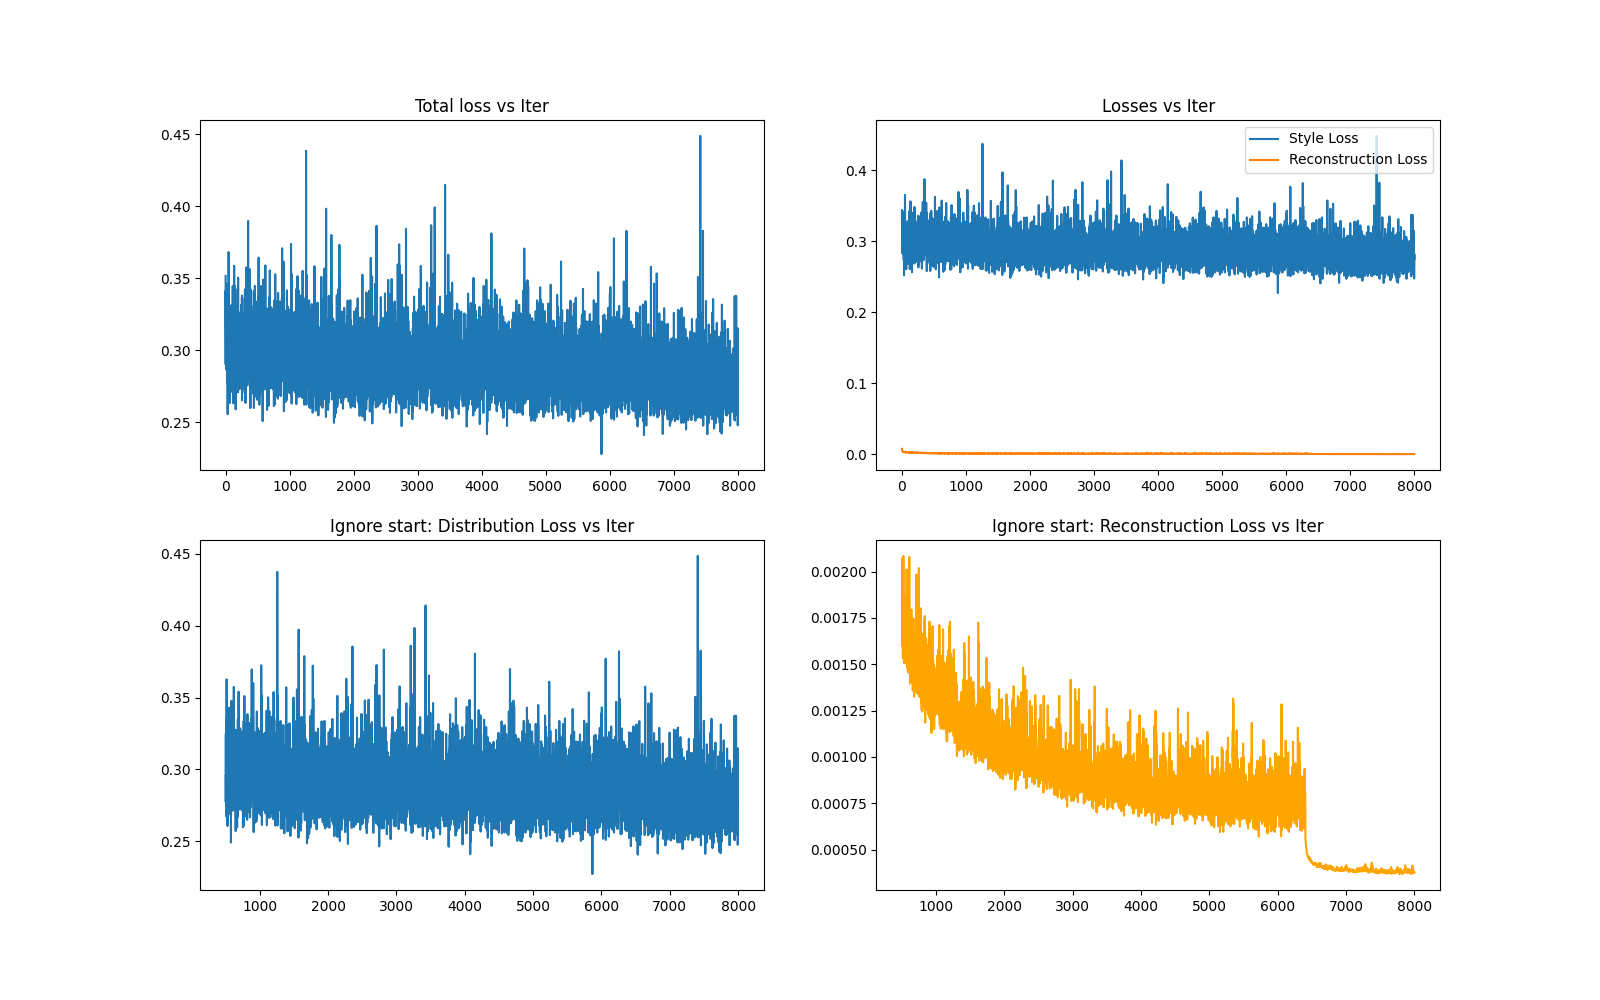 Total loss vs Iter
0.45
0.40
0.35
0.30
0.25
0 1000 2000 3000 4000 5000 6000 7000 8000
Losses vs Iter
Style Loss
Reconstruction Loss
0.4
0.3
0.2
0.1
0.0
0 1000 2000 3000 4000 5000 6000 7000 8000
Ignore start: Distribution Loss vs Iter
0.45
0.40
0.35
0.30
0.25
1000 2000 3000 4000 5000 6000 7000 8000
Ignore start: Reconstruction Loss vs Iter
0.00200
0.00175
0.00150
0.00125
0.00100
0.00075
0.00050
1000 2000 3000 4000 5000 6000 7000 8000